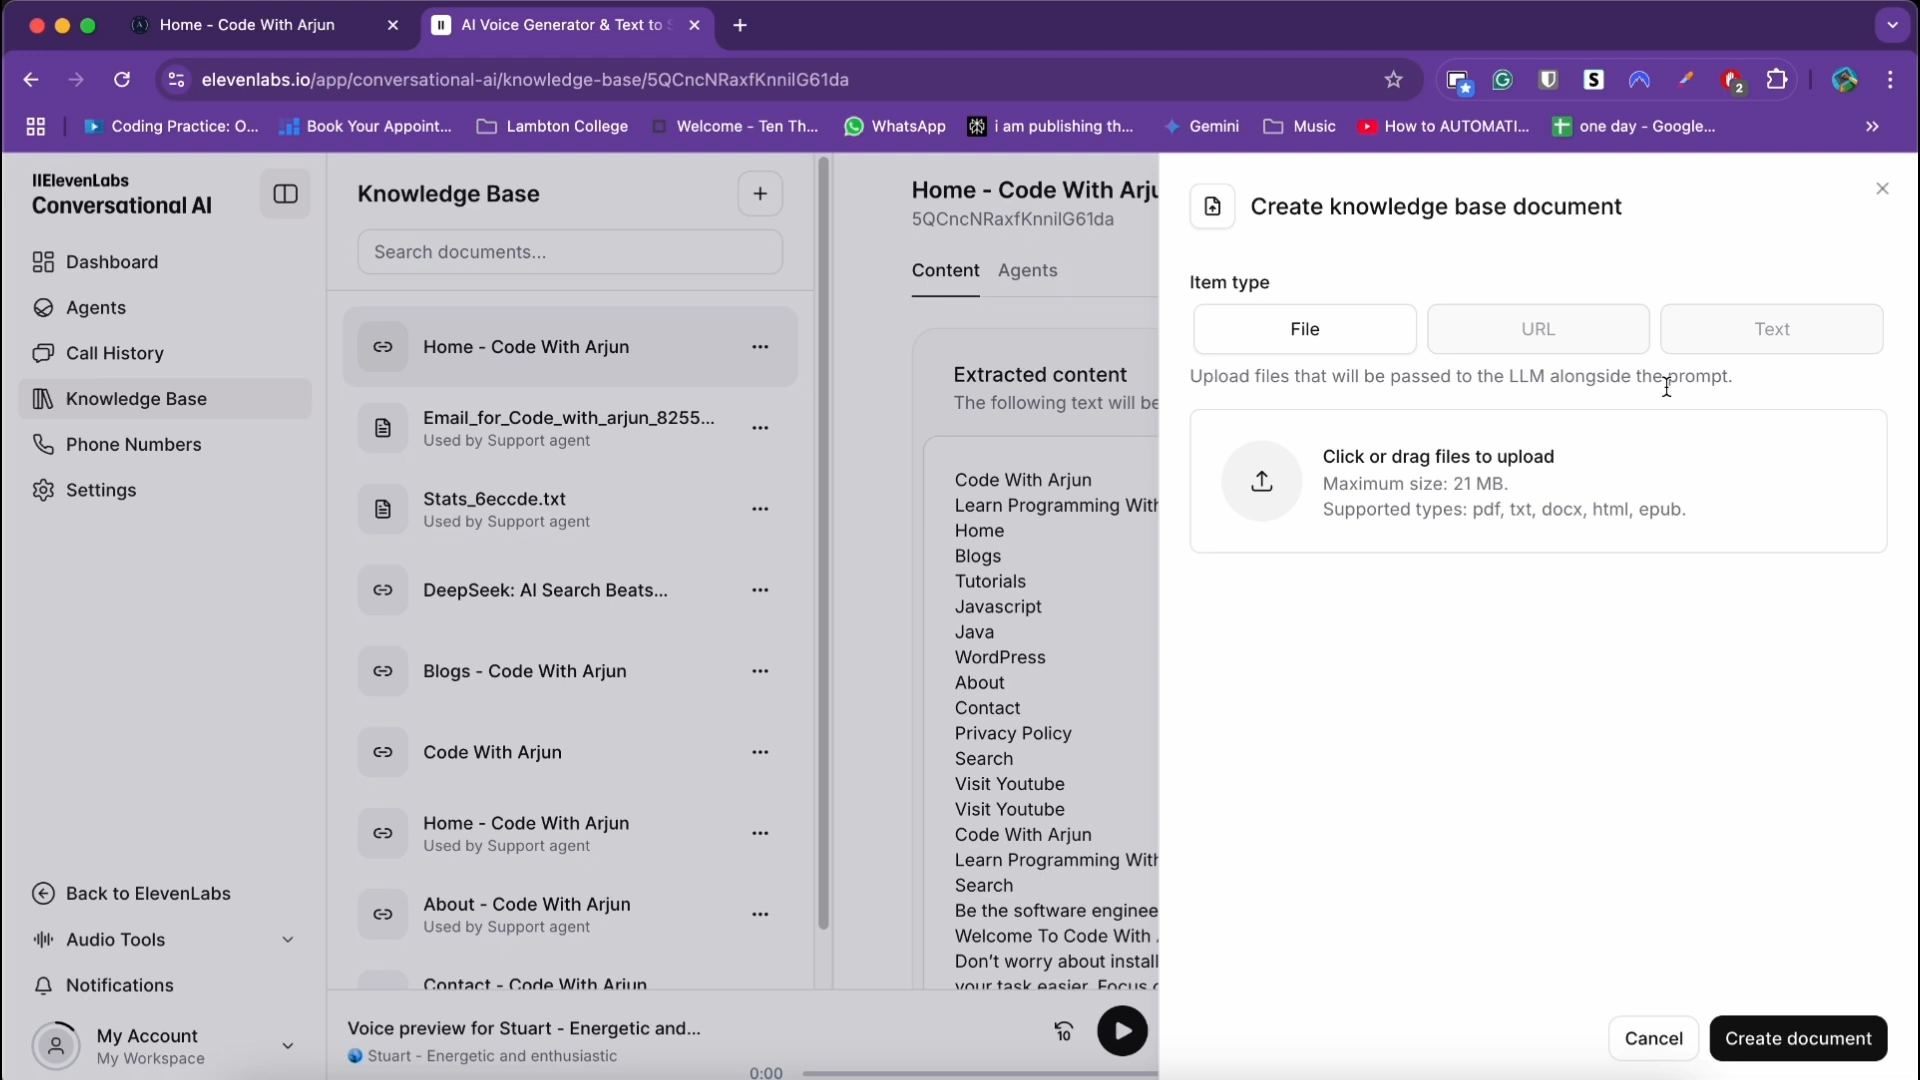 Home - Code With Arjun
AI Voice Generator & Text to
elevenlabs.io/app/conversational-ai/knowledge-base/5QCncNRaxfKnnilG61da
2
Coding Practice: O...
Book Your Appoint...
Lambton College
Welcome - Ten Th...
WhatsApp
i am publishing th...
Gemini
Music
How to AUTOMATI...
one day - Google...
IIElevenLabs
Conversational AI
Dashboard
Agents
Call History
Knowledge Base
Phone Numbers
Settings
Back to ElevenLabs
Audio Tools
Notifications
My Account
My Workspace
Knowledge Base
Search documents...
Home - Code With Arjun
Email_for_Code_with_arjun_8255...
Used by Support agent
Stats_6eccde.txt
Used by Support agent
DeepSeek: AI Search Beats...
Blogs - Code With Arjun
Code With Arjun
Home - Code With Arjun
Used by Support agent
About - Code With Arjun
Used by Support agent
Contact - Code With Arjun
Voice preview for Stuart - Energetic and...
Stuart - Energetic and enthusiastic
10
0:00
Home - Code With Arju
5QCncNRaxfKnnilG61da
Content
Agents
Extracted content
The following text will be
Code With Arjun
Learn Programming With
Home
Blogs
Tutorials
Javascript
Java
WordPress
About
Contact
Privacy Policy
Search
Visit Youtube
Visit Youtube
Code With Arjun
Learn Programming With
Search
Be the software enginee
Welcome To Code With
Don't worry about install
your task easier. Focus
Create knowledge base document
Item type
File
URL
Text
Upload files that will be passed to the LLM alongside the prompt.
Click or drag files to upload
Maximum size: 21 MB.
Supported types: pdf, txt, docx, html, epub.
Cancel
Create document